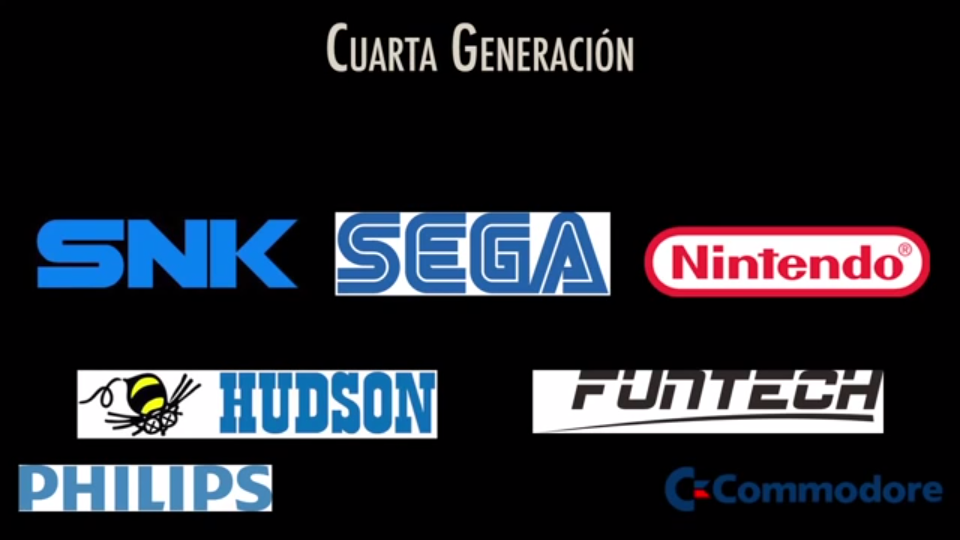 CUARTA GENERACIÓN
SNK
SEGA
Nintendo®
HUDSON
FUNTECH
PHILIPS
Commodore